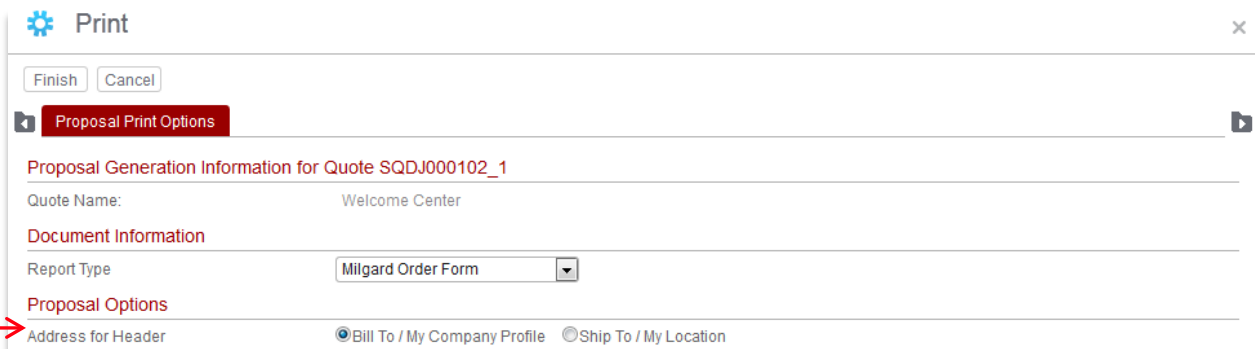 Print
Finish Cancel
Proposal Print Options
Proposal Generation Information for Quote SQDJ000102_1
Quote Name: Welcome Center
Document Information
Report Type Milgard Order Form
Proposal Options
Address for Header Bill To / My Company Profile Ship To / My Location